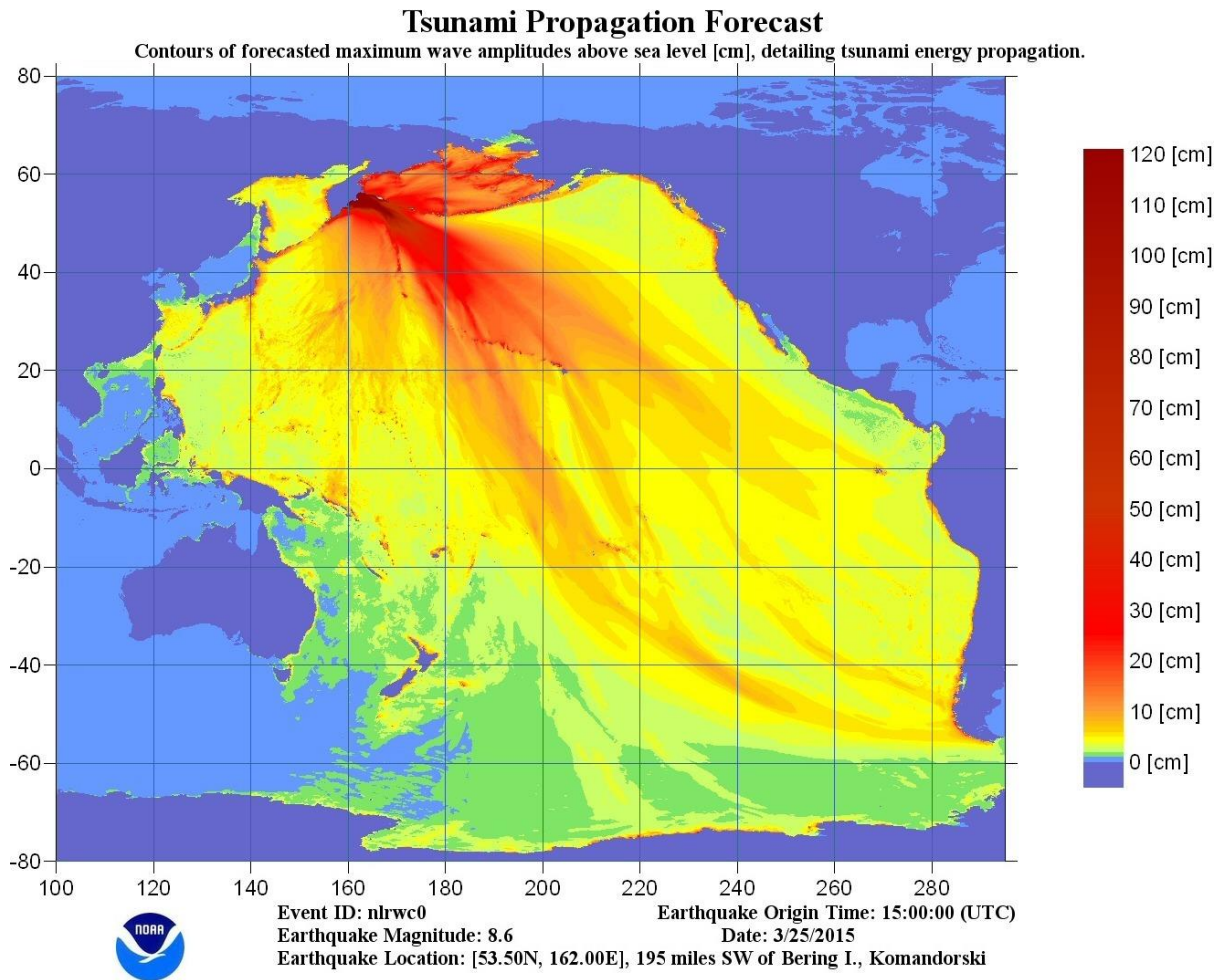 Tsunami Propagation Forecast
Contours of forecasted maximum wave amplitudes above sea level [cm], detailing tsunami energy propagation.
80
60
40
20
0
-20
-40
-60
-80
100 120 140 160 180 200 220 240 260 280
120 [cm]
110 [cm]
100 [cm]
90 [cm]
80 [cm]
70 [cm]
60 [cm]
50 [cm]
40 [cm]
30 [cm]
20 [cm]
10 [cm]
0 [cm]
NOAA
Event ID: nlrwc0 Earthquake Origin Time: 15:00:00 (UTC)
Earthquake Magnitude: 8.6 Date: 3/25/2015
Earthquake Location: [53.50N, 162.00E], 195 miles SW of Bering I., Komandorski